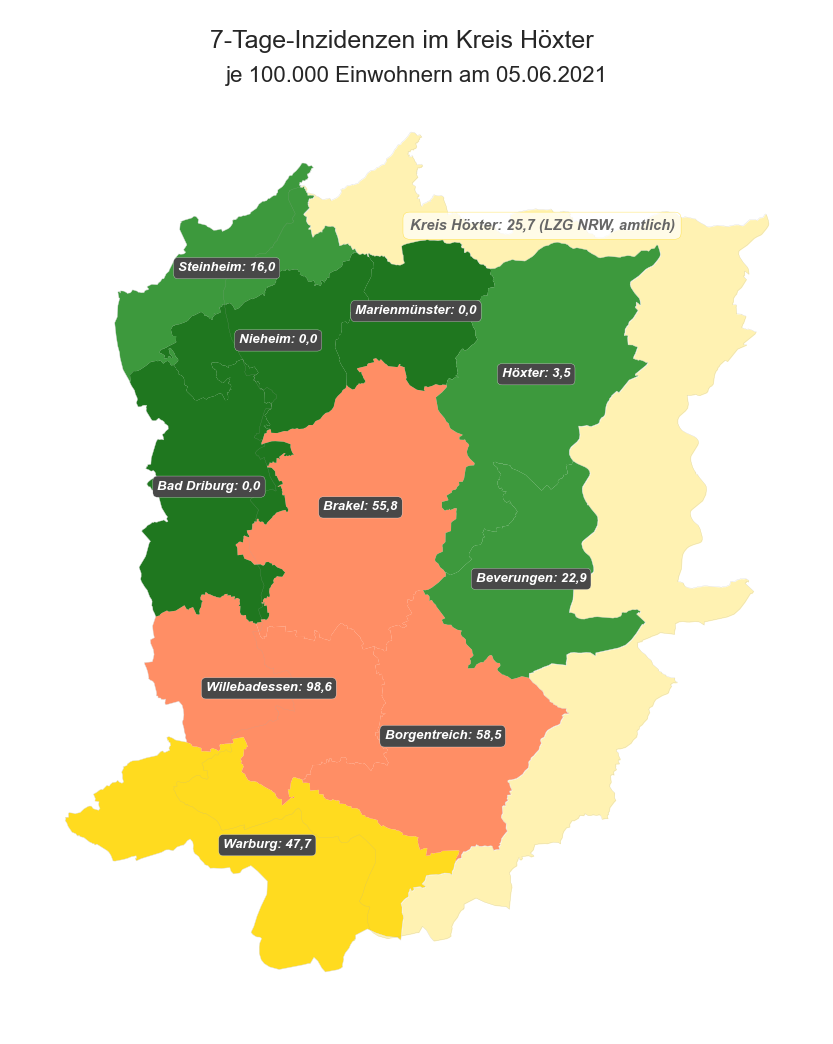 7-Tage-Inzidenzen im Kreis Höxter
je 100.000 Einwohnern am 05.06.2021
Kreis Höxter: 25,7 (LZG NRW, amtlich)
Steinheim: 16,0
Marienmünster: 0,0
Nieheim: 0,0
Höxter: 3,5
Bad Driburg: 0,0
Brakel: 55,8
Beverungen: 22,9
Willebadessen: 98,6
Borgentreich: 58,5
Warburg: 47,7